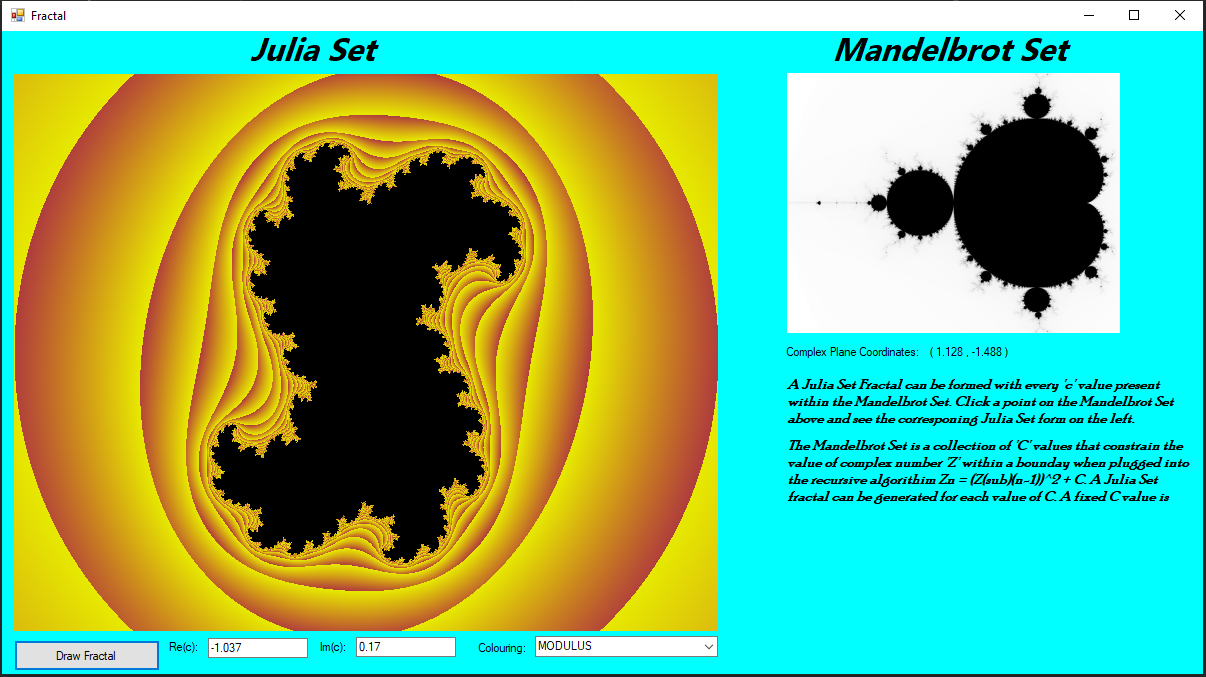 Fractal
Julia Set
Mandelbrot Set
Complex Plane Coordinates: ( 1.128 , -1.488 )
A Julia Set Fractal can be formed with every 'c' value present
within the Mandelbrot Set. Click a point on the Mandelbrot Set
above and see the corresponing Julia Set form on the left.
The Mandelbrot Set is a collection of 'C' values that constrain the
value of complex number 'Z' within a bounday when plugged into
the recursive algorithim Zn = (Z(sub)(n-1))^2 + C. A Julia Set
fractal can be generated for each value of C. A fixed C value is
Draw Fractal Re(c): -1.037 Im(c): 0.17 Colouring: MODULUS